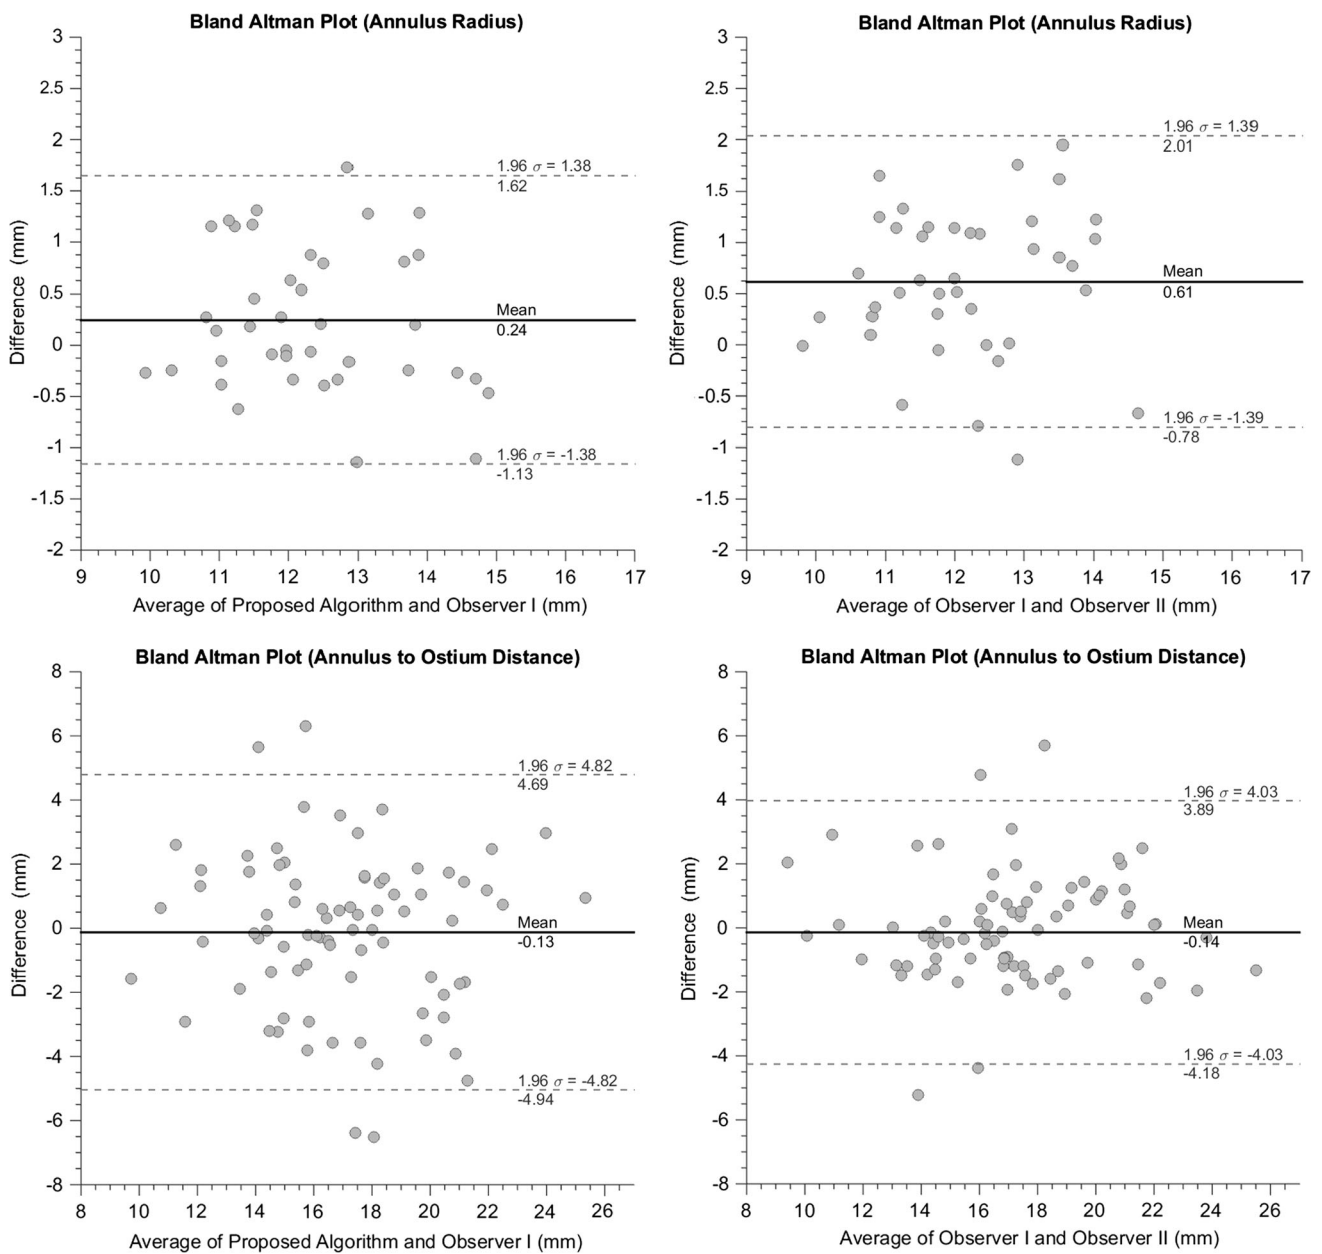 Bland Altman Plot (Annulus Radius)
3
2.5
2
1.5
1
0.5
0
-0.5
-1
-1.5
-2
Difference (mm)
1.96 σ = 1.38
1.62
Mean
0.24
1.96 σ = -1.38
-1.13
9 10 11 12 13 14 15 16 17
Average of Proposed Algorithm and Observer I (mm)
Bland Altman Plot (Annulus Radius)
3
2.5
2
1.5
1
0.5
0
-0.5
-1
-1.5
-2
Difference (mm)
1.96 σ = 1.39
2.01
Mean
0.61
1.96 σ = -1.39
-0.78
9 10 11 12 13 14 15 16 17
Average of Observer I and Observer II (mm)
Bland Altman Plot (Annulus to Ostium Distance)
8
6
4
2
0
-2
-4
-6
-8
Difference (mm)
1.96 σ = 4.82
4.69
Mean
-0.13
1.96 σ = -4.82
-4.94
8 10 12 14 16 18 20 22 24 26
Average of Proposed Algorithm and Observer I (mm)
Bland Altman Plot (Annulus to Ostium Distance)
8
6
4
2
0
-2
-4
-6
-8
Difference (mm)
1.96 σ = 4.03
3.89
Mean
-0.14
1.96 σ = -4.03
-4.18
8 10 12 14 16 18 20 22 24 26
Average of Observer I and Observer II (mm)